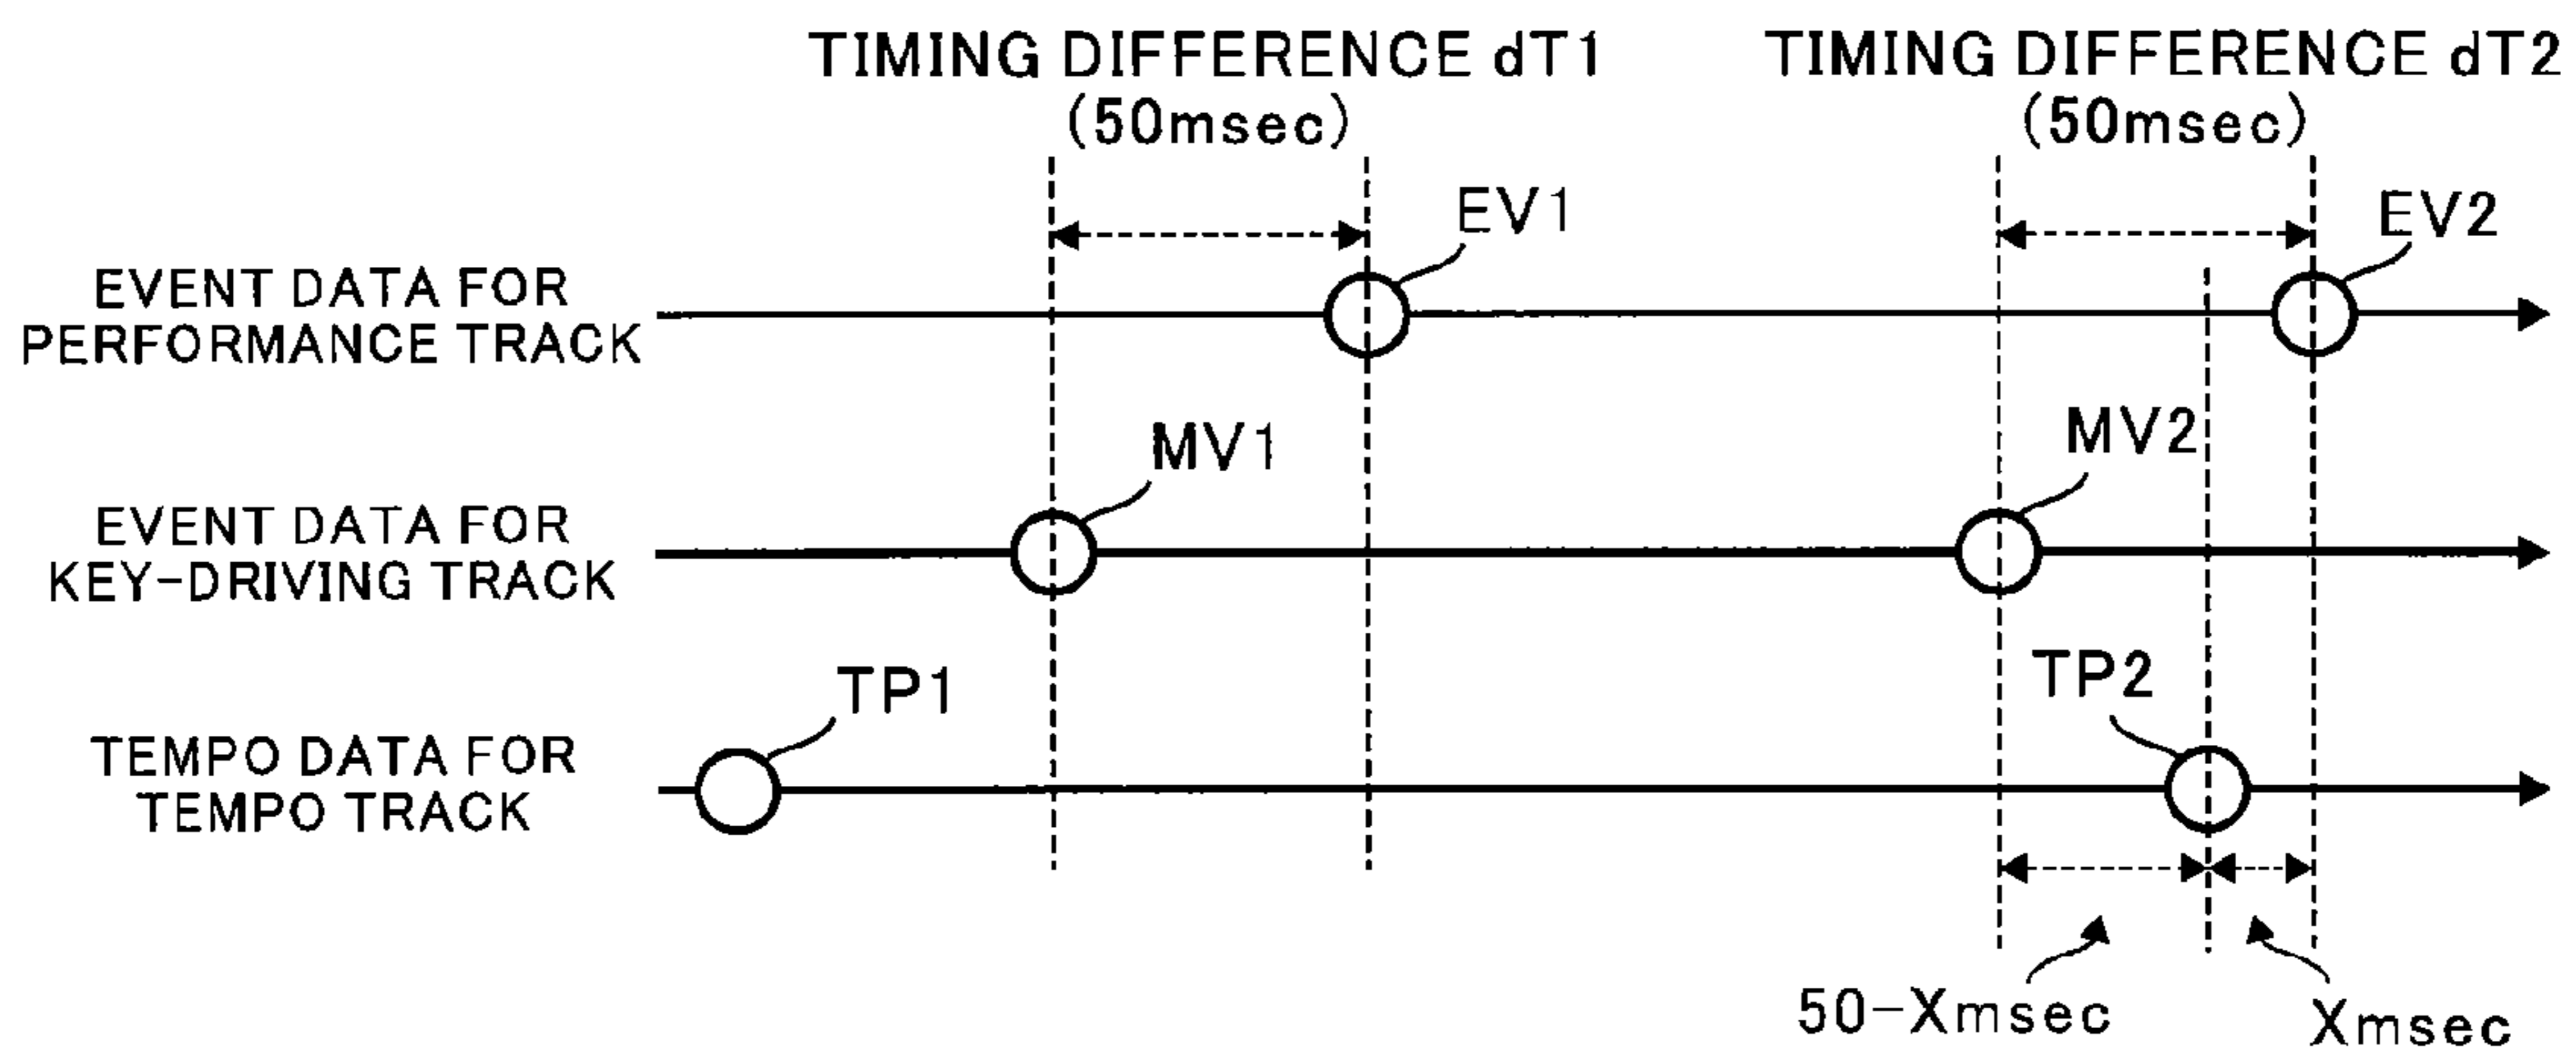 TIMING DIFFERENCE dT1
(50msec)
TIMING DIFFERENCE dT2
(50msec)
EV1
EV2
EVENT DATA FOR
PERFORMANCE TRACK
MV1
MV2
EVENT DATA FOR
KEY-DRIVING TRACK
TP1
TP2
TEMPO DATA FOR
TEMPO TRACK
50-Xmsec
Xmsec